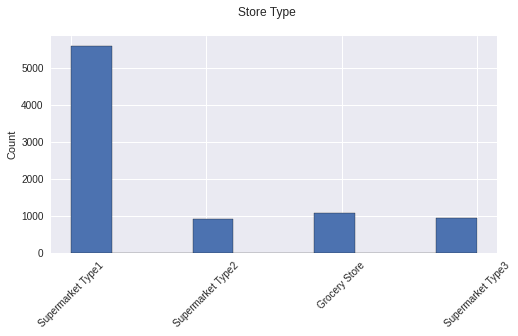 Store Type
Count
5000
4000
3000
2000
1000
0
Supermarket Type1
Supermarket Type2
Grocery Store
Supermarket Type3